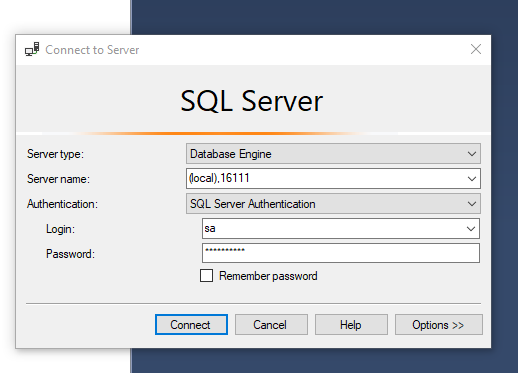 Connect to Server
SQL Server
Server type: Database Engine
Server name: (local),16111
Authentication: SQL Server Authentication
Login: sa
Password: **********
Remember password
Connect Cancel Help Options >>